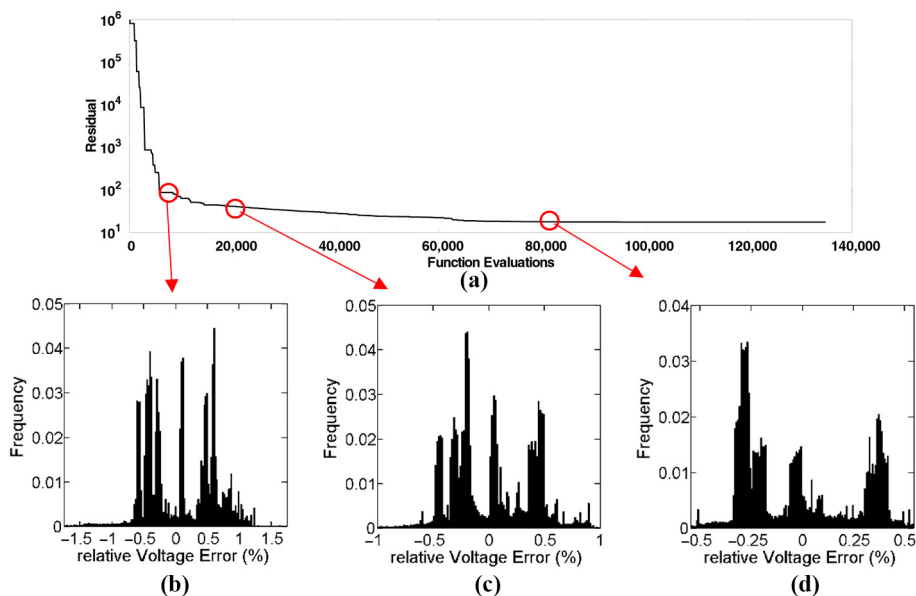 10^6
10^5
10^4
10^3
10^2
10^1
Residual
0 20,000 40,000 60,000 80,000 100,000 120,000 140,000
Function Evaluations
(a)
0.05
0.04
0.03
0.02
0.01
0
Frequency
−1.5 −1 −0.5 0 0.5 1 1.5
relative Voltage Error (%)
(b)
0.05
0.04
0.03
0.02
0.01
0
Frequency
−1 −0.5 0 0.5 1
relative Voltage Error (%)
(c)
0.04
0.03
0.02
0.01
0
Frequency
−0.5 −0.25 0 0.25 0.5
relative Voltage Error (%)
(d)